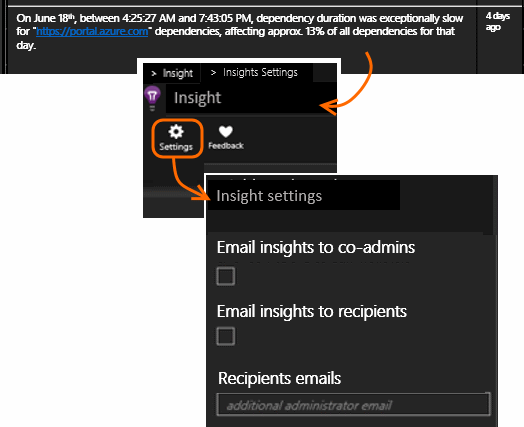 On June 18th, between 4:25:27 AM and 7:43:05 PM, dependency duration was exceptionally slow
for "https://portal.azure.com" dependencies, affecting approx. 13% of all dependencies for that
day.
4 days
ago
> Insight > Insights Settings
Insight
Settings Feedback
Insight settings
Email insights to co-admins
Email insights to recipients
Recipients emails
additional administrator email